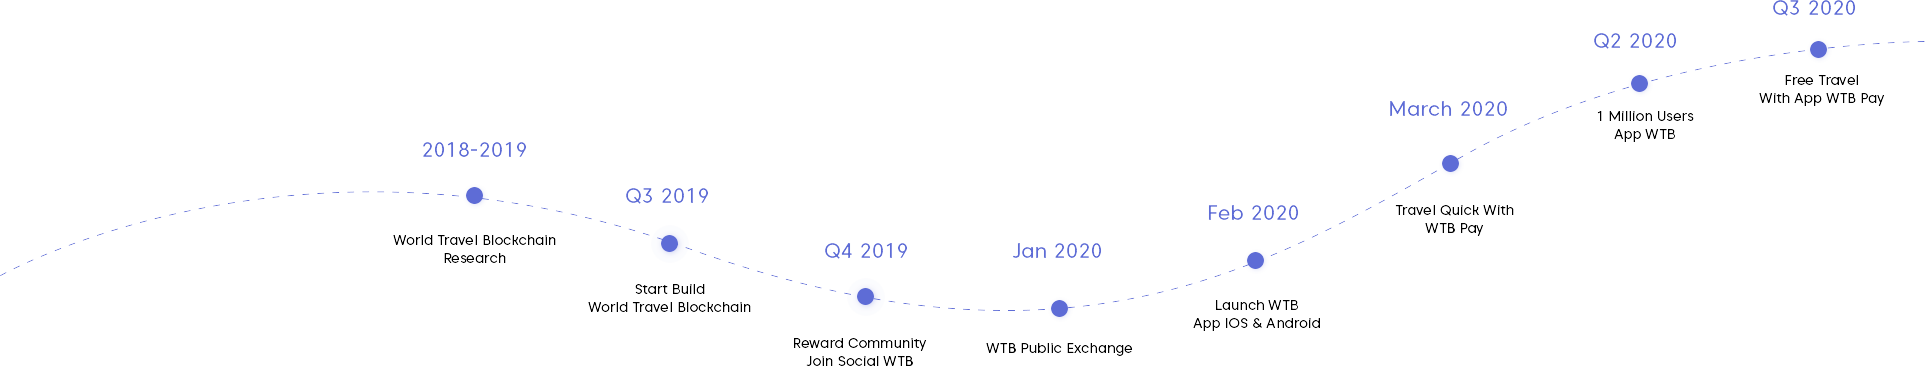 2018-2019
World Travel Blockchain
Research
Q3 2019
Start Build
World Travel Blockchain
Q4 2019
Reward Community
Join Social WTB
Jan 2020
WTB Public Exchange
Feb 2020
Launch WTB
App IOS & Android
March 2020
Travel Quick With
WTB Pay
Q2 2020
1 Million Users
App WTB
Q3 2020
Free Travel
With App WTB Pay